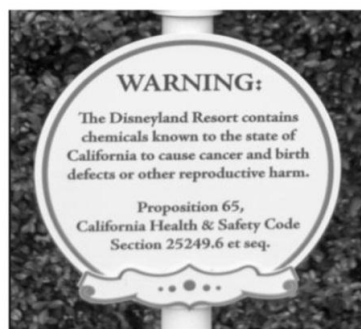 WARNING:
The Disneyland Resort contains
chemicals known to the state of
California to cause cancer and birth
defects or other reproductive harm.
Proposition 65,
California Health & Safety Code
Section 25249.6 et seq.